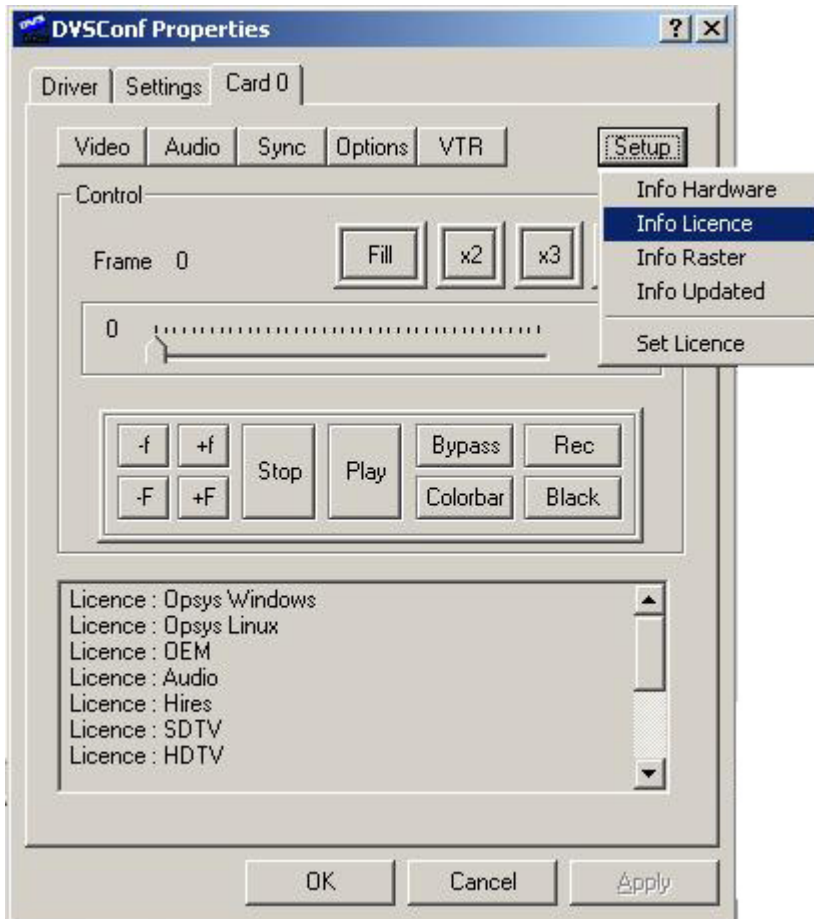 DVSConf Properties
Driver Settings Card 0
Video Audio Sync Options VTR Setup
Info Hardware
Info Licence
Info Raster
Info Updated
Set Licence
Control
Frame 0 Fill x2 x3
0
-f +f Stop Play Bypass Rec
-F +F Colorbar Black
Licence : Opsys Windows
Licence : Opsys Linux
Licence : OEM
Licence : Audio
Licence : Hires
Licence : SDTV
Licence : HDTV
OK Cancel Apply